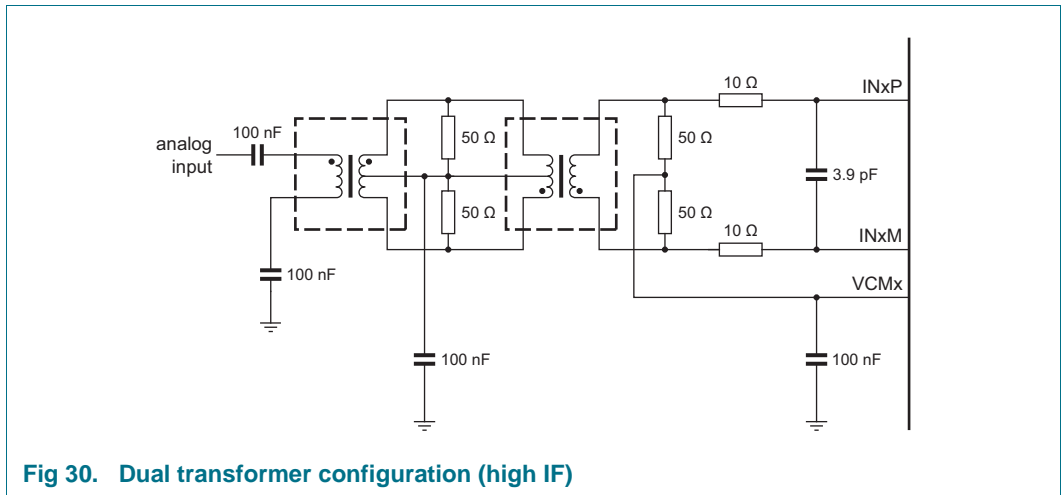 10 Ω
INxP
100 nF
analog
input
50 Ω
50 Ω
3.9 pF
50 Ω
50 Ω
10 Ω
INxM
100 nF
VCMx
100 nF
100 nF
Fig 30. Dual transformer configuration (high IF)